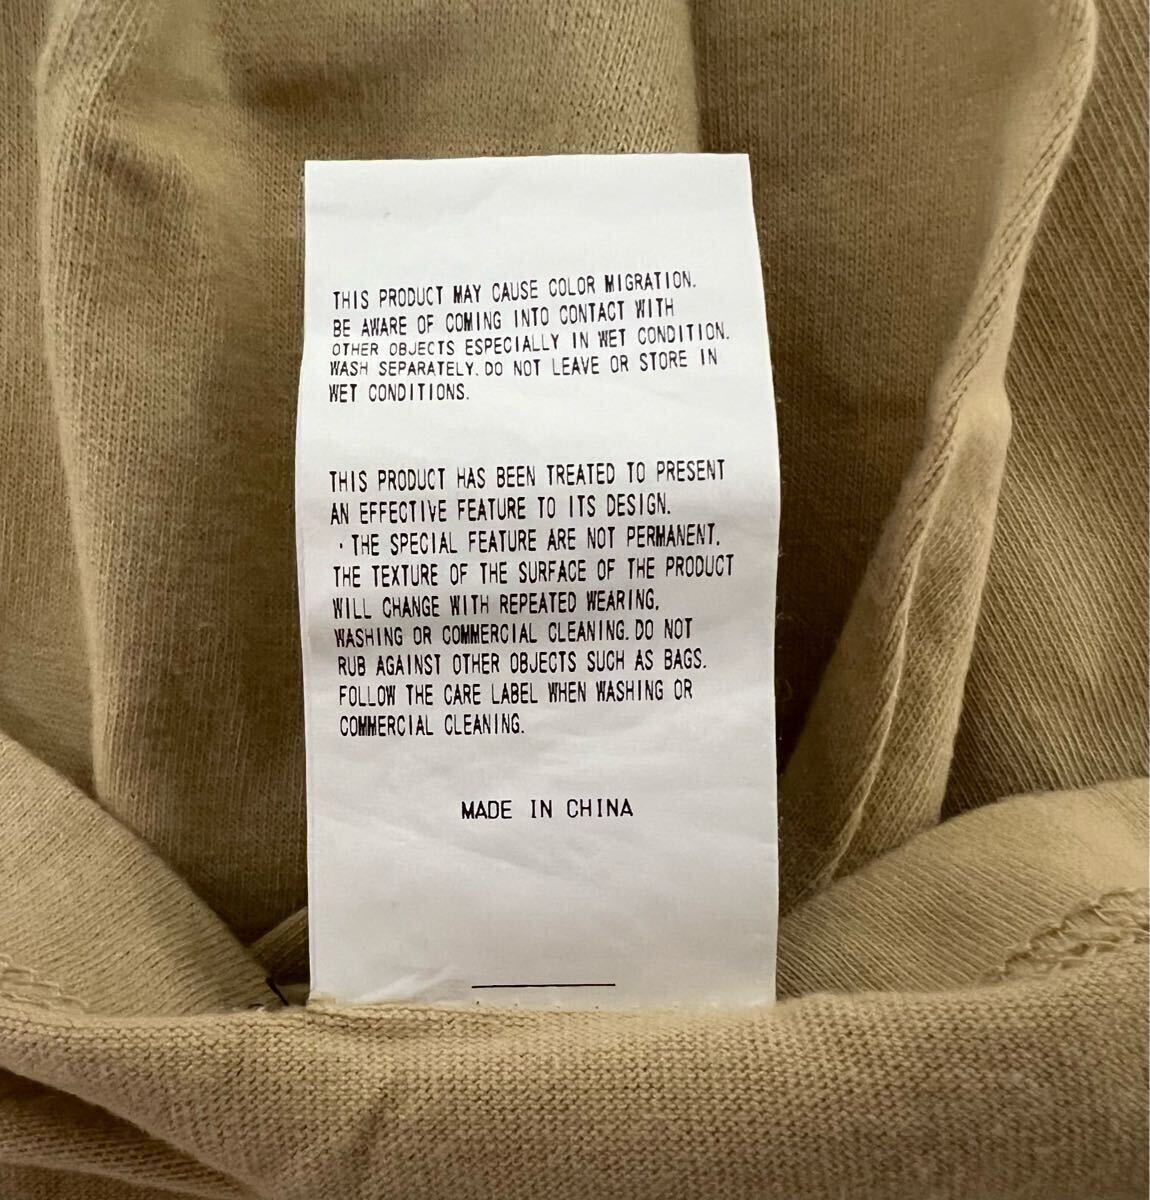 THIS PRODUCT MAY CAUSE COLOR MIGRATION.
BE AWARE OF COMING INTO CONTACT WITH
OTHER OBJECTS ESPECIALLY IN WET CONDITION.
WASH SEPARATELY. DO NOT LEAVE OR STORE IN
WET CONDITIONS.
THIS PRODUCT HAS BEEN TREATED TO PRESENT
AN EFFECTIVE FEATURE TO ITS DESIGN.
・THE SPECIAL FEATURE ARE NOT PERMANENT.
THE TEXTURE OF THE SURFACE OF THE PRODUCT
WILL CHANGE WITH REPEATED WEARING,
WASHING OR COMMERCIAL CLEANING. DO NOT
RUB AGAINST OTHER OBJECTS SUCH AS BAGS.
FOLLOW THE CARE LABEL WHEN WASHING OR
COMMERCIAL CLEANING.
MADE IN CHINA